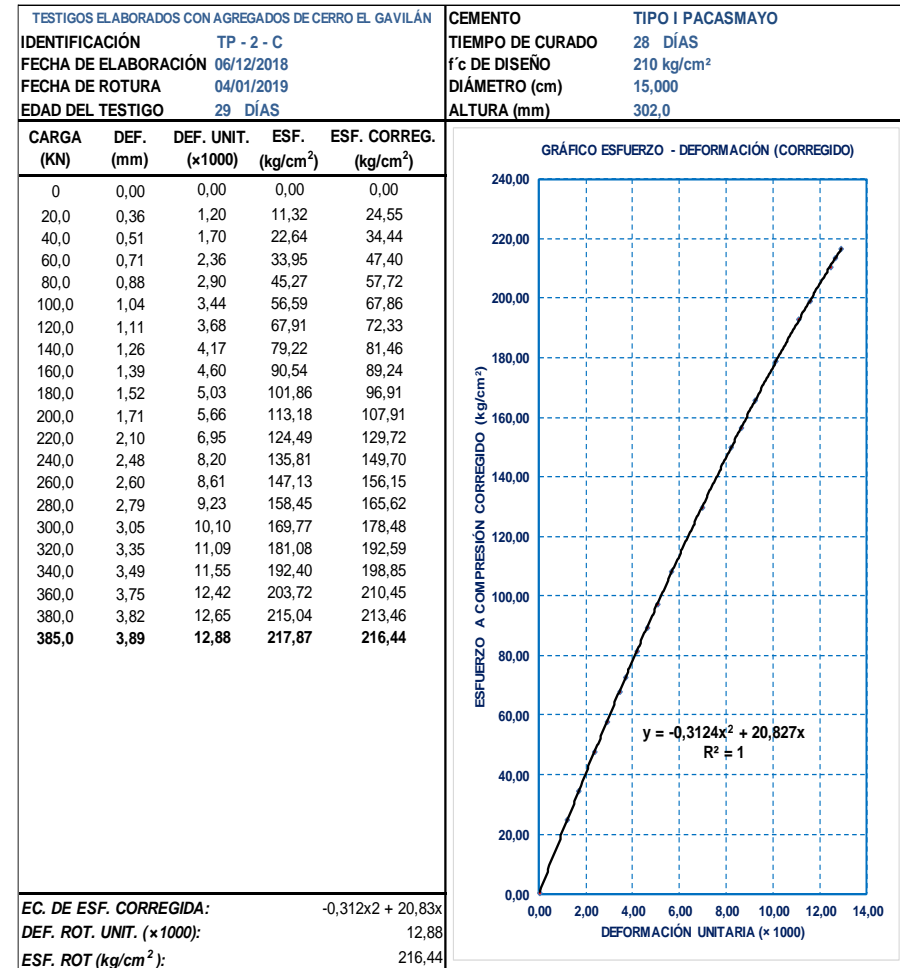 TESTIGOS ELABORADOS CON AGREGADOS DE CERRO EL GAVILÁN
IDENTIFICACIÓN TP - 2 - C
FECHA DE ELABORACIÓN 06/12/2018
FECHA DE ROTURA 04/01/2019
EDAD DEL TESTIGO 29 DÍAS
CEMENTO TIPO I PACASMAYO
TIEMPO DE CURADO 28 DÍAS
f´c DE DISEÑO 210 kg/cm²
DIÁMETRO (cm) 15,000
ALTURA (mm) 302,0
CARGA DEF. DEF. UNIT. ESF. ESF. CORREG.
(KN) (mm) (×1000) (kg/cm²) (kg/cm²)
0 0,00 0,00 0,00 0,00
20,0 0,36 1,20 11,32 24,55
40,0 0,51 1,70 22,64 34,44
60,0 0,71 2,36 33,95 47,40
80,0 0,88 2,90 45,27 57,72
100,0 1,04 3,44 56,59 67,86
120,0 1,11 3,68 67,91 72,33
140,0 1,26 4,17 79,22 81,46
160,0 1,39 4,60 90,54 89,24
180,0 1,52 5,03 101,86 96,91
200,0 1,71 5,66 113,18 107,91
220,0 2,10 6,95 124,49 129,72
240,0 2,48 8,20 135,81 149,70
260,0 2,60 8,61 147,13 156,15
280,0 2,79 9,23 158,45 165,62
300,0 3,05 10,10 169,77 178,48
320,0 3,35 11,09 181,08 192,59
340,0 3,49 11,55 192,40 198,85
360,0 3,75 12,42 203,72 210,45
380,0 3,82 12,65 215,04 213,46
385,0 3,89 12,88 217,87 216,44
EC. DE ESF. CORREGIDA: -0,312x2 + 20,83x
DEF. ROT. UNIT. (×1000): 12,88
ESF. ROT (kg/cm²): 216,44
GRÁFICO ESFUERZO - DEFORMACIÓN (CORREGIDO)
ESFUERZO A COMPRESIÓN CORREGIDO (kg/cm²)
240,00
220,00
200,00
180,00
160,00
140,00
120,00
100,00
80,00
60,00
40,00
20,00
0,00
y = -0,3124x² + 20,827x
R² = 1
0,00 2,00 4,00 6,00 8,00 10,00 12,00 14,00
DEFORMACIÓN UNITARIA (× 1000)